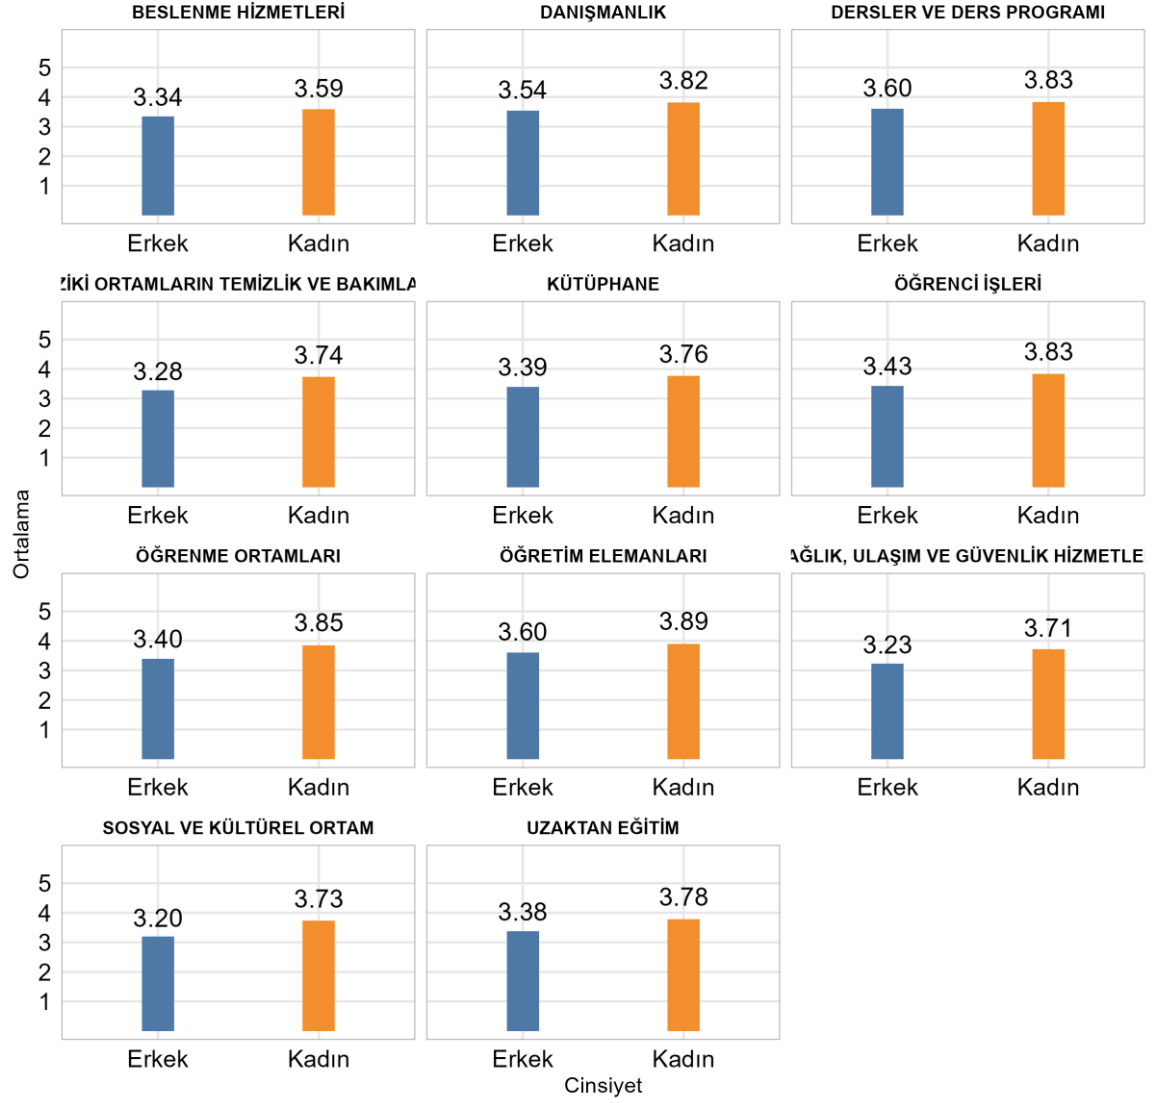 BESLENME HİZMETLERİ
DANIŞMANLIK
DERSLER VE DERS PROGRAMI
5
4
3
2
1
3.34
3.59
3.54
3.82
3.60
3.83
Erkek Kadın
Erkek Kadın
Erkek Kadın
ZİKİ ORTAMLARIN TEMİZLİK VE BAKIMLA
KÜTÜPHANE
ÖĞRENCİ İŞLERİ
5
4
3
2
1
3.28
3.74
3.39
3.76
3.43
3.83
Erkek Kadın
Erkek Kadın
Erkek Kadın
Ortalama
ÖĞRENME ORTAMLARI
ÖĞRETİM ELEMANLARI
AĞLIK, ULAŞIM VE GÜVENLİK HİZMETLE
5
4
3
2
1
3.40
3.85
3.60
3.89
3.23
3.71
Erkek Kadın
Erkek Kadın
Erkek Kadın
SOSYAL VE KÜLTÜREL ORTAM
UZAKTAN EĞİTİM
5
4
3
2
1
3.20
3.73
3.38
3.78
Erkek Kadın
Erkek Kadın
Cinsiyet